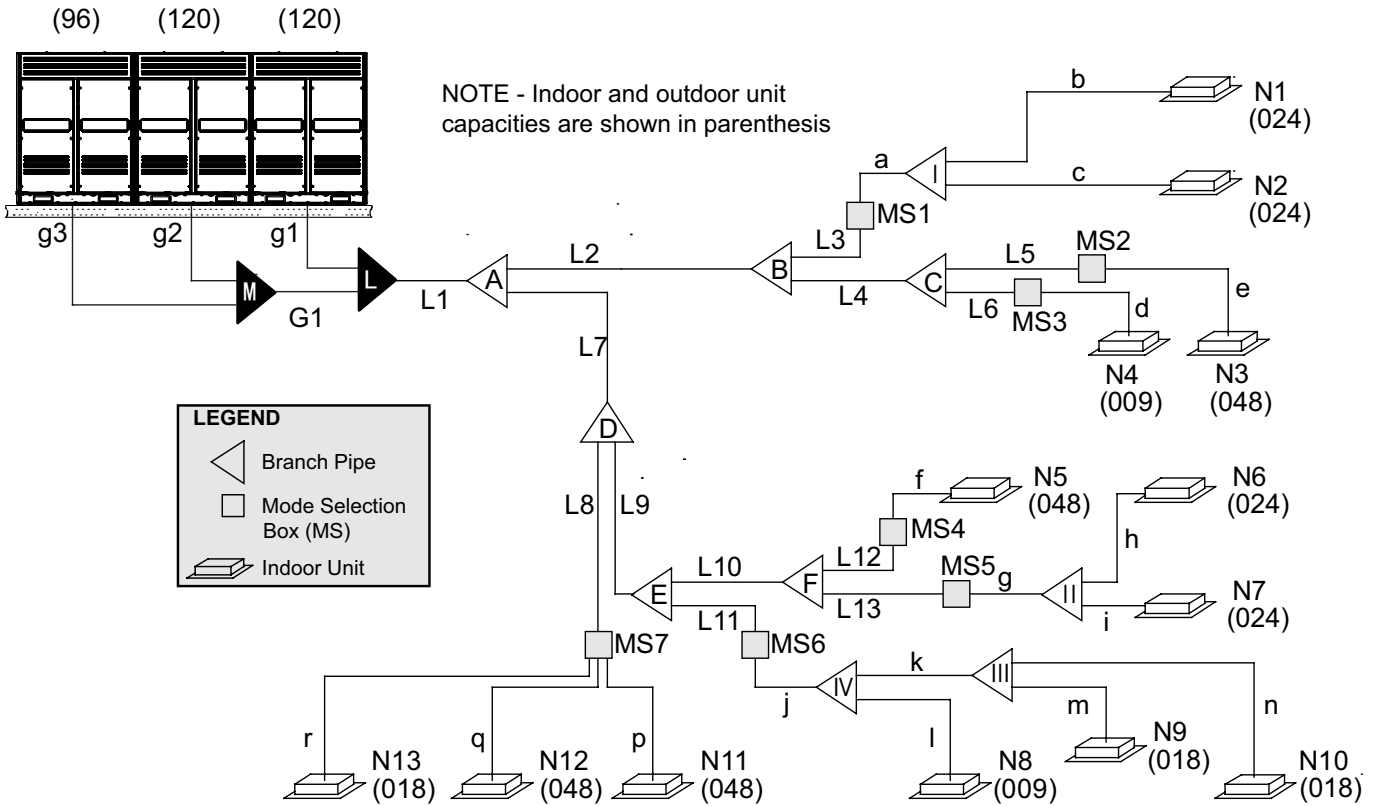 (96) (120) (120)
NOTE - Indoor and outdoor unit
capacities are shown in parenthesis
b
N1
(024)
a
I
c
N2
(024)
MS1
g3 g2 g1
L3
MS2
L2
B
L5
A
L
M
L1
L4
C
L6
MS3
d
e
G1
L7
N4
(009)
N3
(048)
LEGEND
Branch Pipe
Mode Selection
Box (MS)
Indoor Unit
D
L8
L9
f
N5
(048)
N6
(024)
MS4
h
L10
L12
MS5
g
E
F
II
L13
L11
i
N7
(024)
MS7
MS6
k
III
IV
j
m
n
l
r
q
p
N13
(018)
N12
(048)
N11
(048)
N8
(009)
N9
(018)
N10
(018)